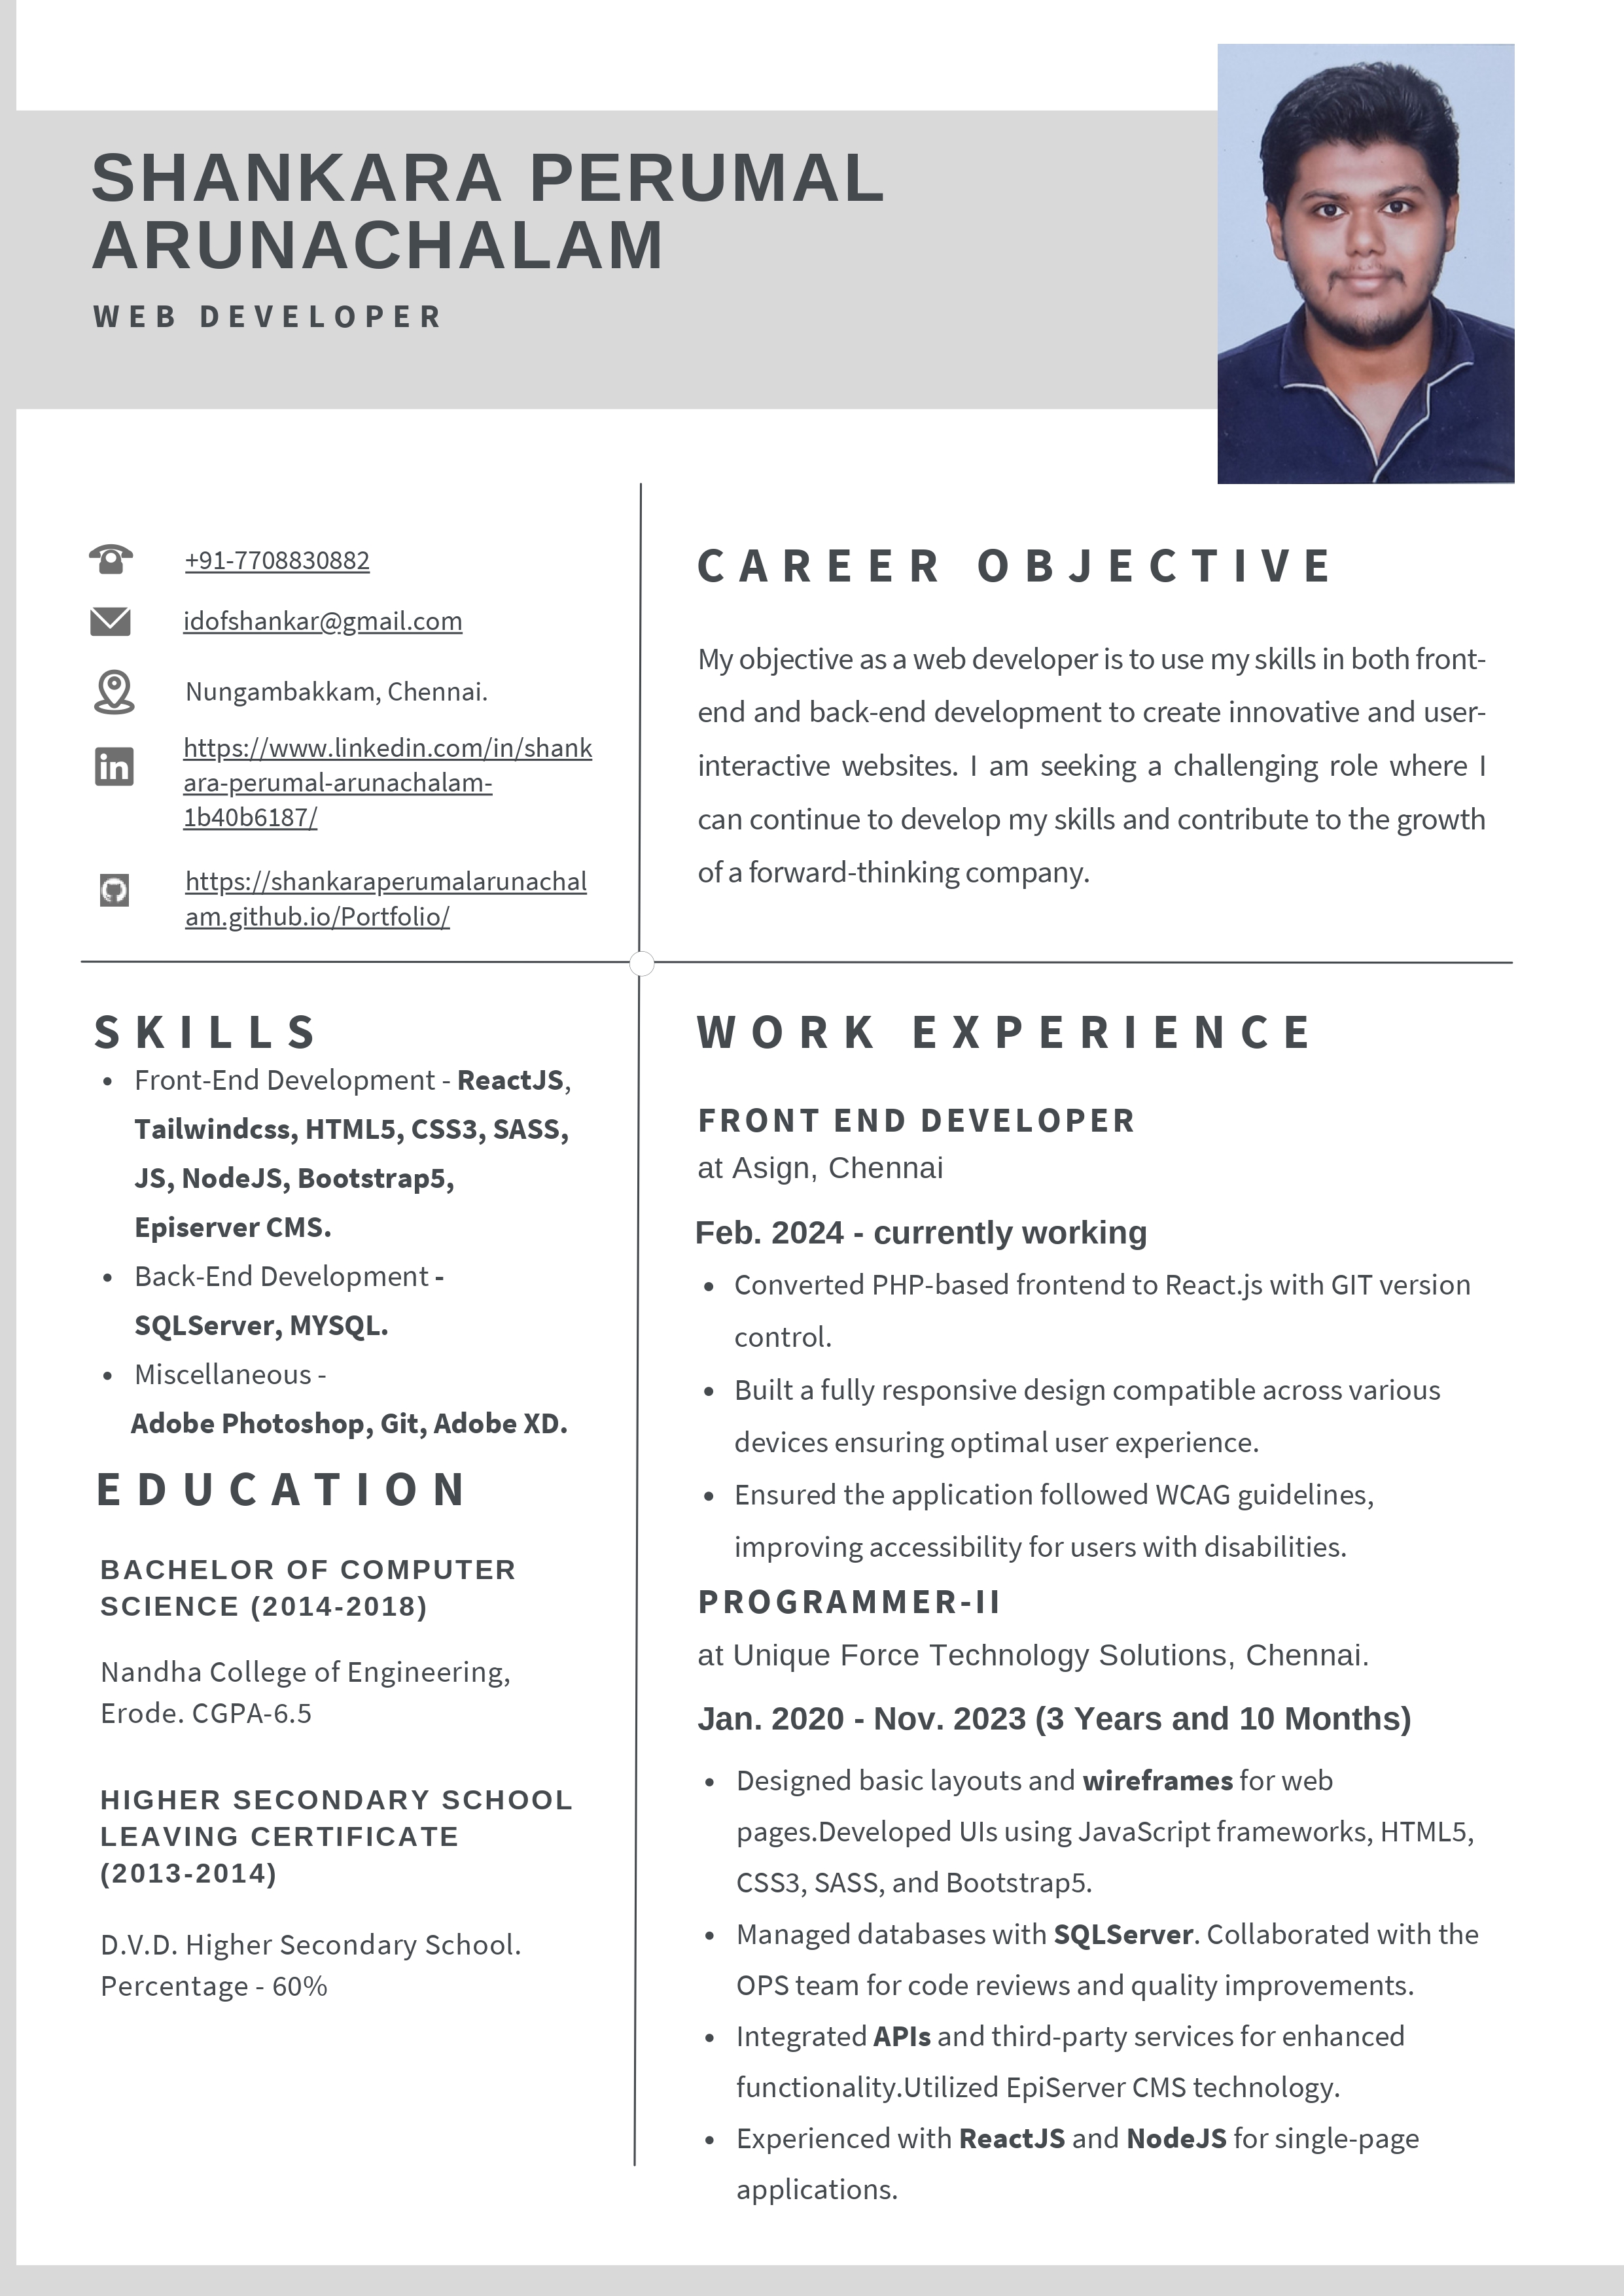 SHANKARA PERUMAL
ARUNACHALAM
WEB DEVELOPER
+91-7708830882
idofshankar@gmail.com
Nungambakkam, Chennai.
https://www.linkedin.com/in/shank
ara-perumal-arunachalam-
1b40b6187/
https://shankaraperumalarunachal
am.github.io/Portfolio/
CAREER OBJECTIVE
My objective as a web developer is to use my skills in both front-
end and back-end development to create innovative and user-
interactive websites. I am seeking a challenging role where I
can continue to develop my skills and contribute to the growth
of a forward-thinking company.
SKILLS
• Front-End Development - ReactJS,
Tailwindcss, HTML5, CSS3, SASS,
JS, NodeJS, Bootstrap5,
Episerver CMS.
• Back-End Development -
SQLServer, MYSQL.
• Miscellaneous -
Adobe Photoshop, Git, Adobe XD.
EDUCATION
BACHELOR OF COMPUTER
SCIENCE (2014-2018)
Nandha College of Engineering,
Erode. CGPA-6.5
HIGHER SECONDARY SCHOOL
LEAVING CERTIFICATE
(2013-2014)
D.V.D. Higher Secondary School.
Percentage - 60%
WORK EXPERIENCE
FRONT END DEVELOPER
at Asign, Chennai
Feb. 2024 - currently working
• Converted PHP-based frontend to React.js with GIT version
control.
• Built a fully responsive design compatible across various
devices ensuring optimal user experience.
• Ensured the application followed WCAG guidelines,
improving accessibility for users with disabilities.
PROGRAMMER-II
at Unique Force Technology Solutions, Chennai.
Jan. 2020 - Nov. 2023 (3 Years and 10 Months)
• Designed basic layouts and wireframes for web
pages.Developed UIs using JavaScript frameworks, HTML5,
CSS3, SASS, and Bootstrap5.
• Managed databases with SQLServer. Collaborated with the
OPS team for code reviews and quality improvements.
• Integrated APIs and third-party services for enhanced
functionality.Utilized EpiServer CMS technology.
• Experienced with ReactJS and NodeJS for single-page
applications.